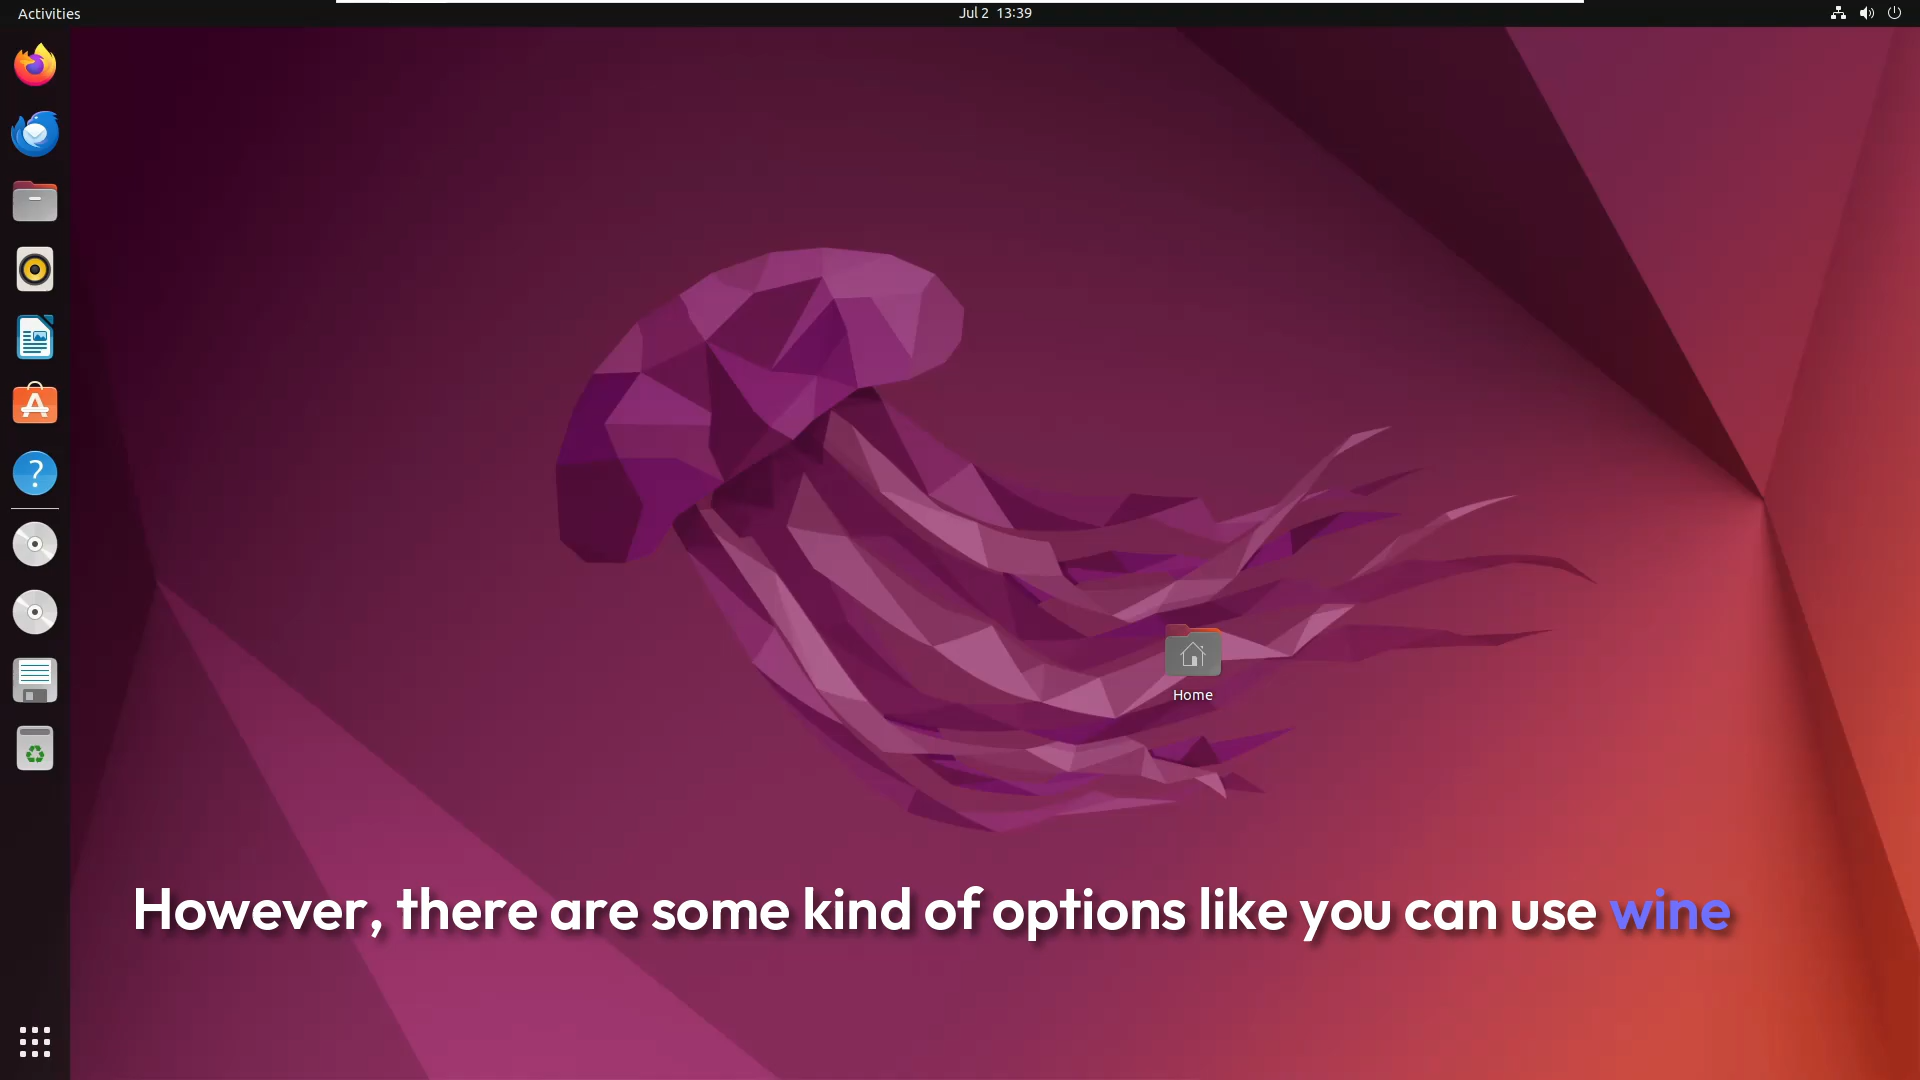 Activities
Jul 2 13:39
Home
However, there are some kind of options like you can use wine